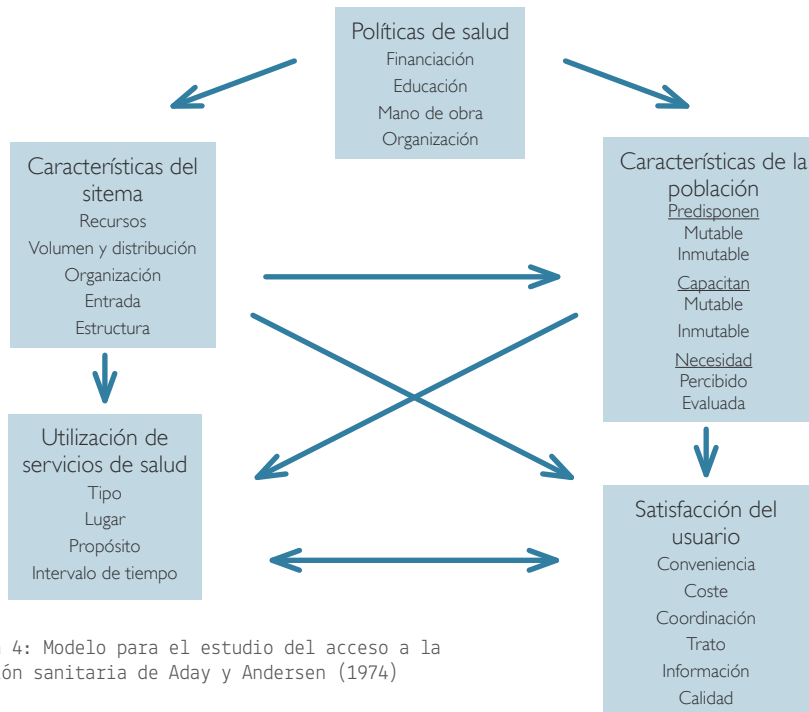 Políticas de salud
Financiación
Educación
Mano de obra
Organización
Características del
sitema
Recursos
Volumen y distribución
Organización
Entrada
Estructura
Características de la
población
Predisponen
Mutable
Inmutable
Capacitan
Mutable
Inmutable
Necesidad
Percibido
Evaluada
Utilización de
servicios de salud
Tipo
Lugar
Propósito
Intervalo de tiempo
Satisfacción del
usuario
Conveniencia
Coste
Coordinación
Trato
Información
Calidad
4: Modelo para el estudio del acceso a la
sanitaria de Aday y Andersen (1974)